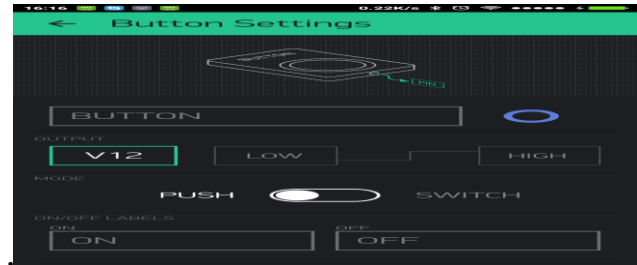 16:16 0.22K/s
Button Settings
PIN
BUTTON
OUTPUT
V12 LOW HIGH
MODE
PUSH SWITCH
ON/OFF LABELS
ON OFF
ON OFF